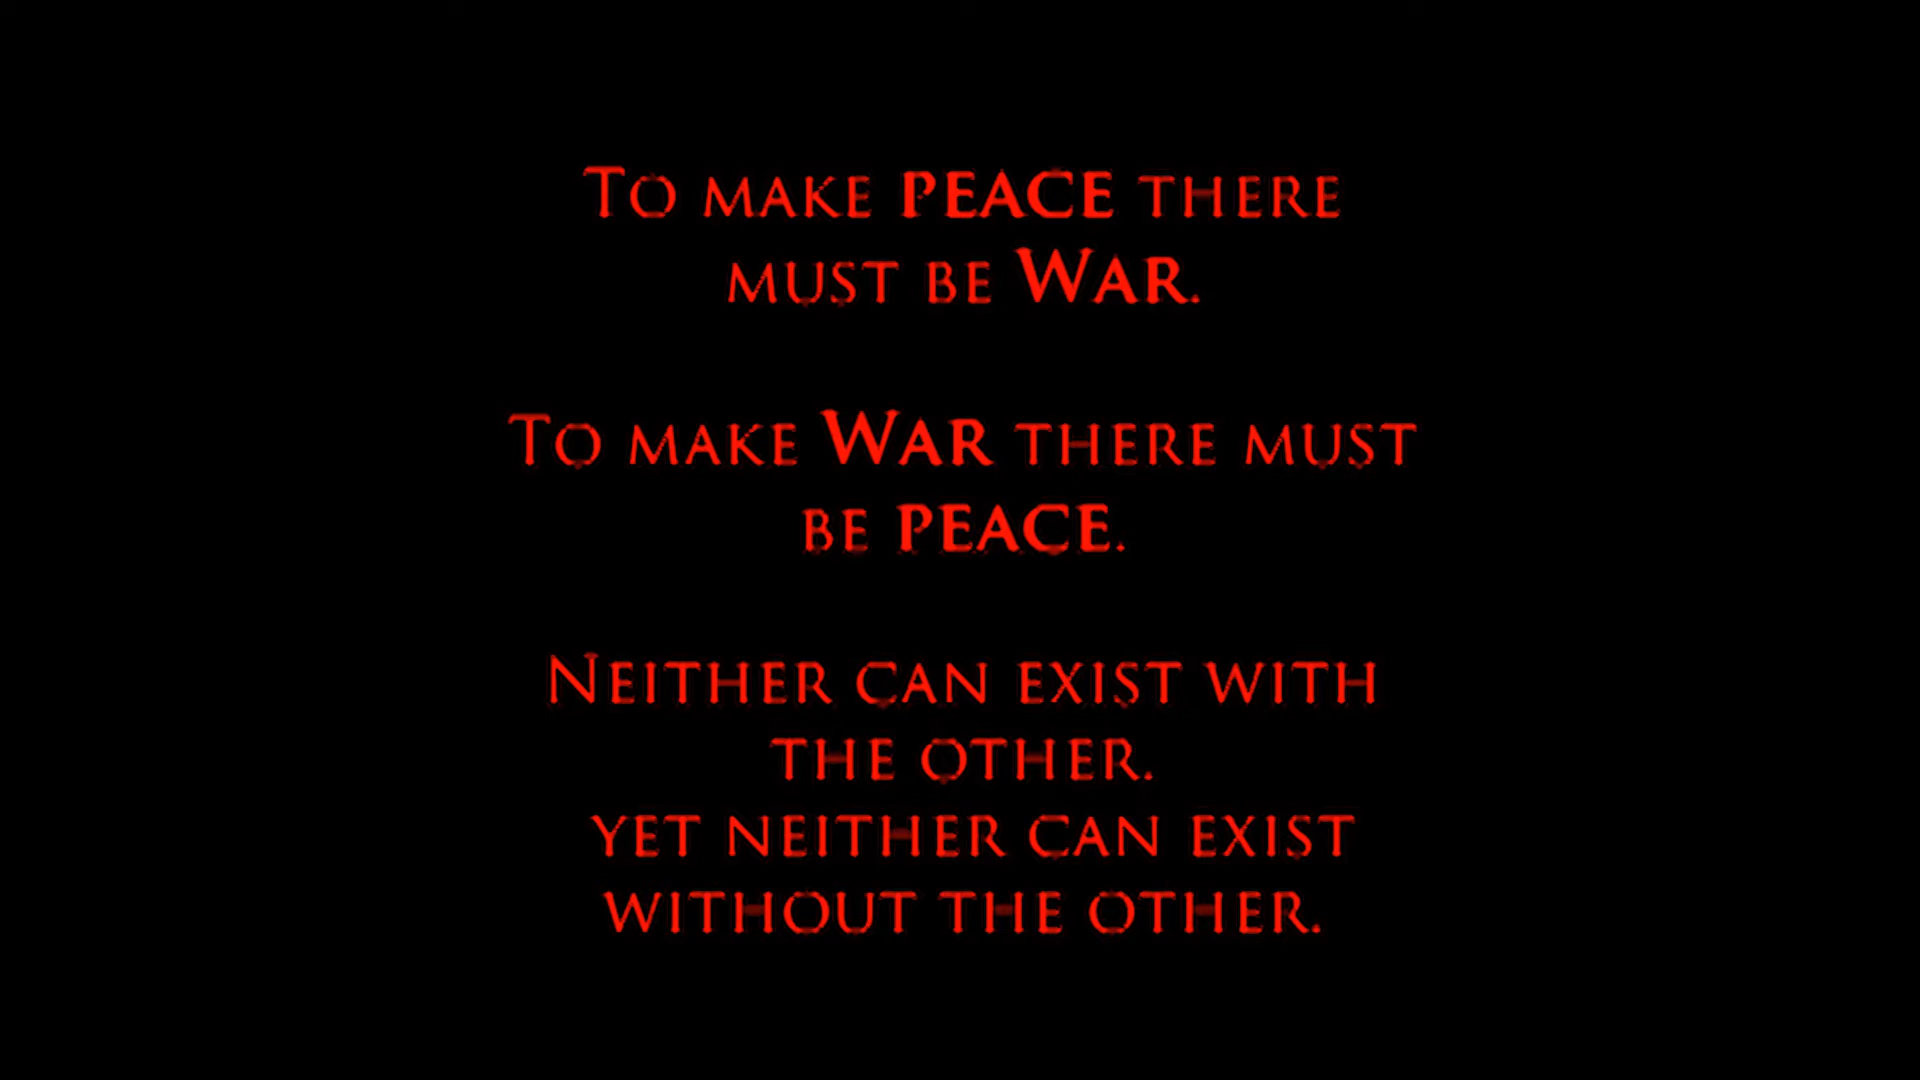 To make PEACE there
must be War.
To make War there must
be PEACE.
Neither can exist with
the other.
yet neither can exist
without the other.